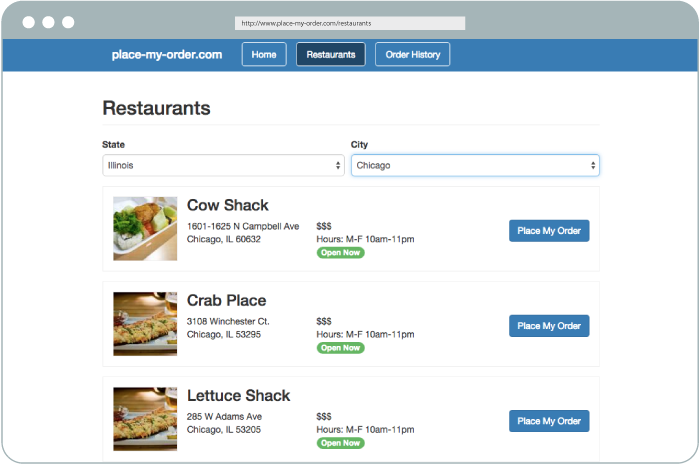 http://www.place-my-order.com/restaurants
place-my-order.com Home Restaurants Order History
Restaurants
State City
Illinois Chicago
Cow Shack
1601-1625 N Campbell Ave $$$
Chicago, IL 60632 Hours: M-F 10am-11pm
Open Now
Place My Order
Crab Place
3108 Winchester Ct. $$$
Chicago, IL 53295 Hours: M-F 10am-11pm
Open Now
Place My Order
Lettuce Shack
285 W Adams Ave $$$
Chicago, IL 53205 Hours: M-F 10am-11pm
Open Now
Place My Order